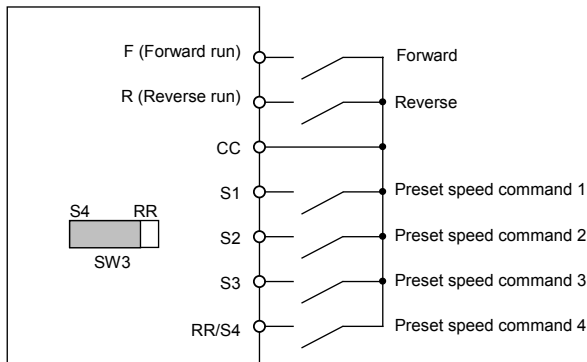 F (Forward run)
Forward
R (Reverse run)
Reverse
CC
S1
Preset speed command 1
S4 RR
SW3
S2
Preset speed command 2
S3
Preset speed command 3
RR/S4
Preset speed command 4